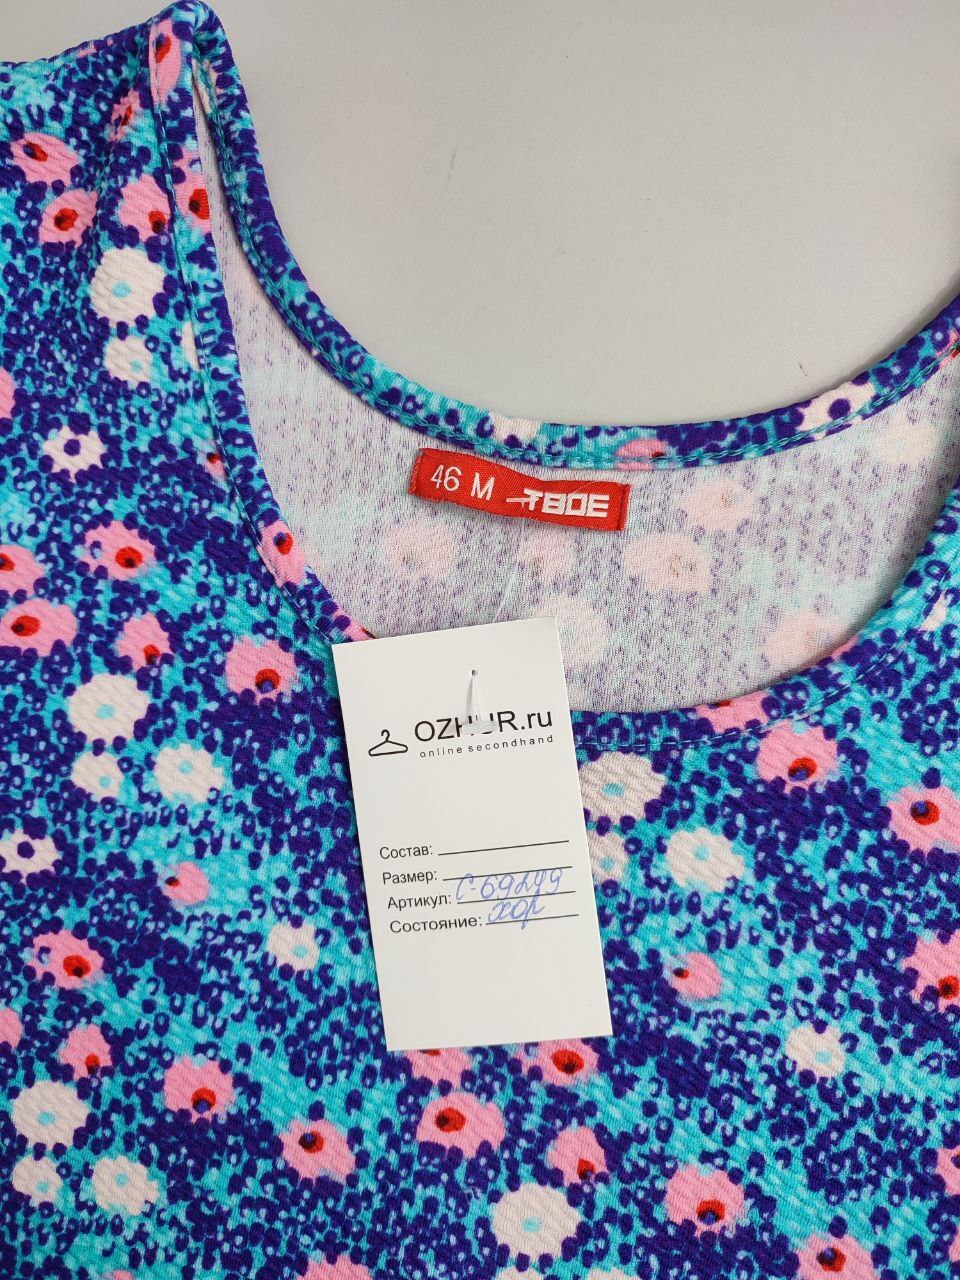 46 M ТВОЕ
OZHUR.ru
online secondhand
Состав:
Размер:
Артикул: С-69299
Состояние: хор